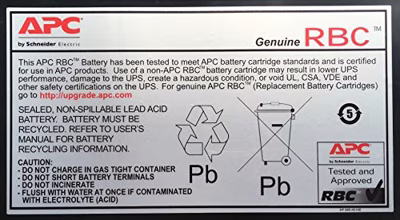 APC
by Schneider Electric
Genuine RBC™
This APC RBC™ Battery has been tested to meet APC battery cartridge standards and is certified
for use in APC products. Use of a non-APC RBC™ battery cartridge may result in lower UPS
performance, damage to equipment, create a hazardous condition, or void UL, CSA, VDE and
other safety certifications on the UPS. For genuine APC RBC™ (Replacement Battery Cartridges)
go to http://upgrade.apc.com.
SEALED, NON-SPILLABLE LEAD ACID
BATTERY. BATTERY MUST BE
RECYCLED. REFER TO USER MANUAL
FOR INSTRUCTIONS.
CAUTION:
- DO NOT CHARGE IN GAS TIGHT CONTAINER
- DO NOT SHORT BATTERY TERMINALS
- DO NOT INCINERATE
- FLUSH WITH WATER AT ONCE IF CONTAMINATED
WITH ELECTROLYTE (ACID)
Pb
Pb
5
APC
by Schneider Electric
Tested and
Approved
RBC